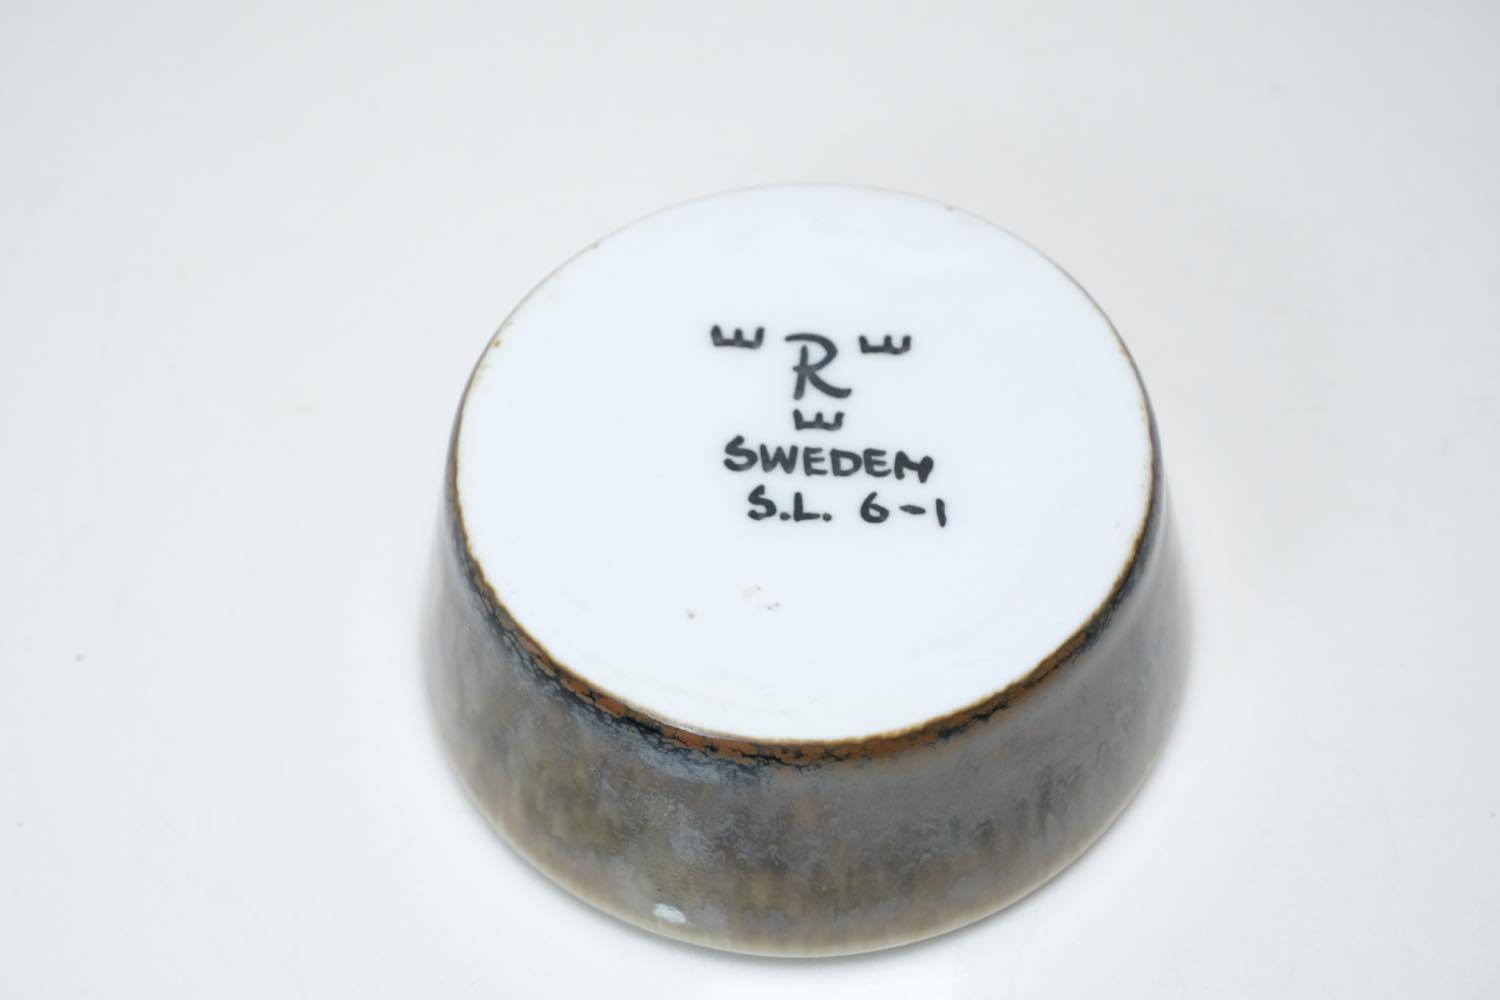 R
SWEDEN
S.L. 6-1